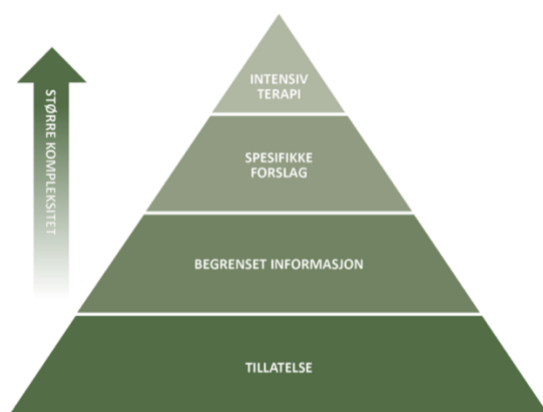 INTENSIV
TERAPI
STØRRE KOMPLEKSITET
SPESIFIKKE
FORSLAG
BEGRENSET INFORMASJON
TILLATELSE